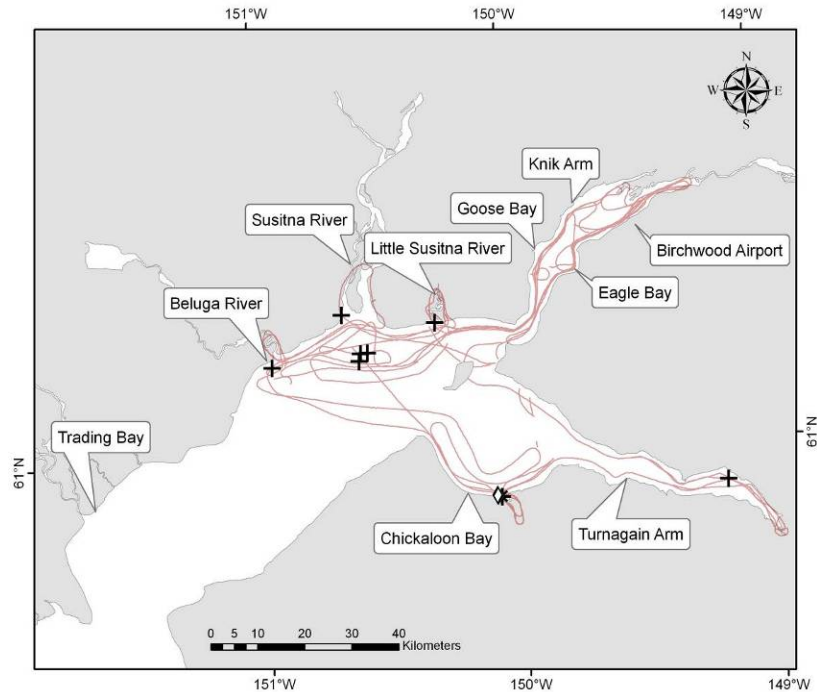 151°W
150°W
149°W
N
W
E
S
Knik Arm
Goose Bay
Susitna River
Little Susitna River
Birchwood Airport
Eagle Bay
Beluga River
Trading Bay
61°N
61°N
Chickaloon Bay
Turnagain Arm
0 5 10 20 30 40
Kilometers
151°W
150°W
149°W